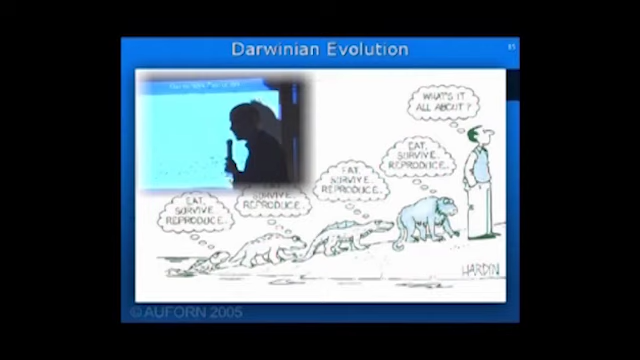 Darwinian Evolution
WHAT'S IT
ALL ABOUT?
EAT,
SURVIVE,
REPRODUCE.
EAT,
SURVIVE,
REPRODUCE.
SURVIVE,
REPRODUCE.
EAT,
SURVIVE,
REPRODUCE.
HARDIN
© AUFORN 2005